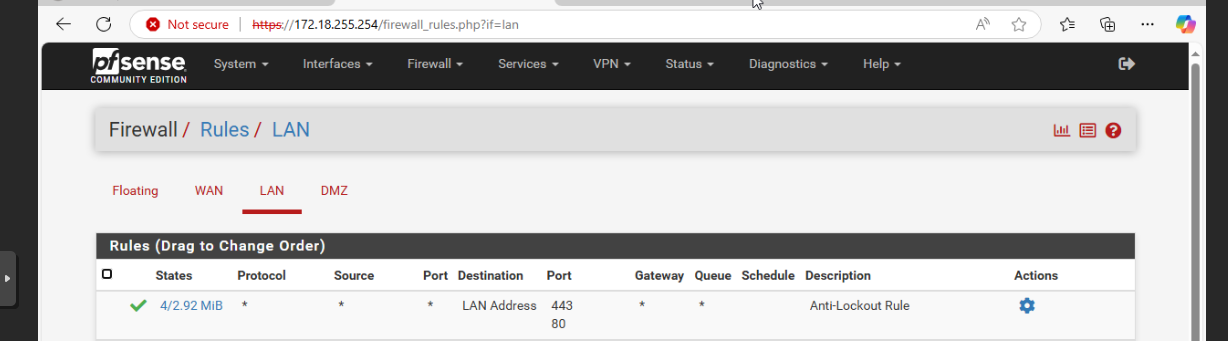 Not secure https://172.18.255.254/firewall_rules.php?if=lan
pfsense COMMUNITY EDITION System Interfaces Firewall Services VPN Status Diagnostics Help
Firewall / Rules / LAN
Floating WAN LAN DMZ
Rules (Drag to Change Order)
States Protocol Source Port Destination Port Gateway Queue Schedule Description Actions
4/2.92 MiB * * * LAN Address 443 * * Anti-Lockout Rule
80